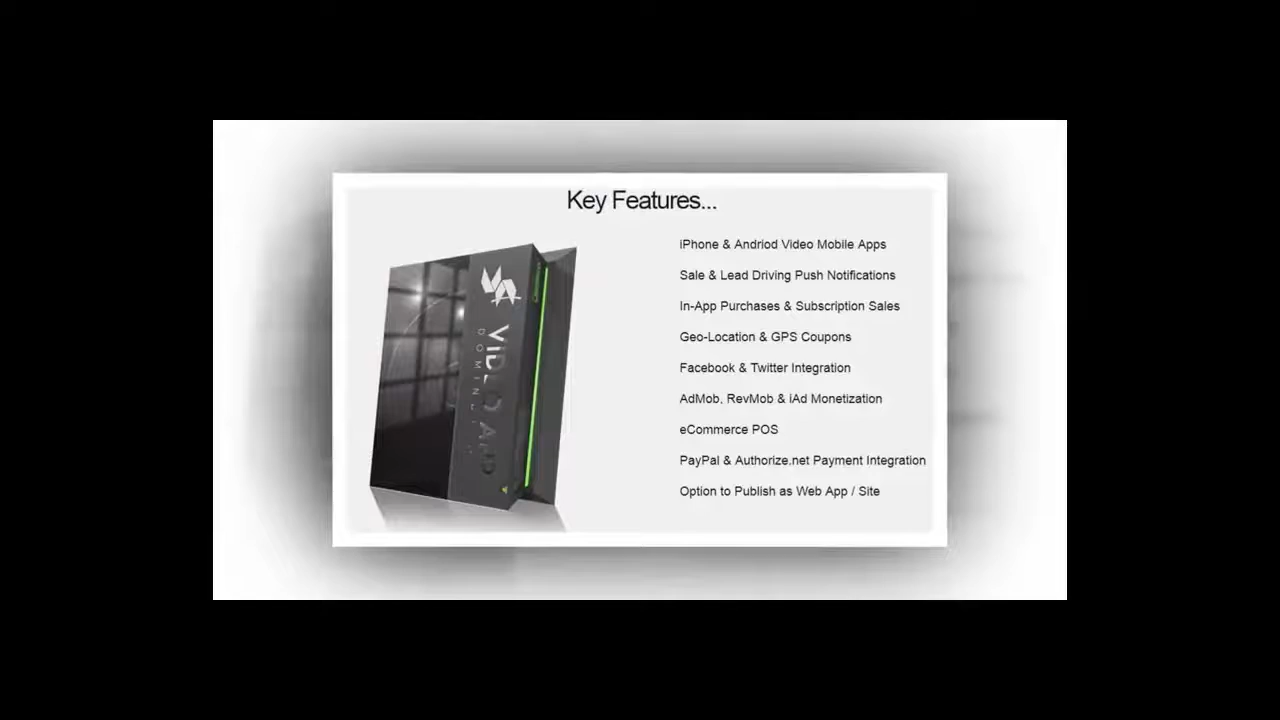 Key Features...
iPhone & Andriod Video Mobile Apps
Sale & Lead Driving Push Notifications
In-App Purchases & Subscription Sales
Geo-Location & GPS Coupons
Facebook & Twitter Integration
AdMob, RevMob & iAd Monetization
eCommerce POS
PayPal & Authorize.net Payment Integration
Option to Publish as Web App / Site
VIDEO APP